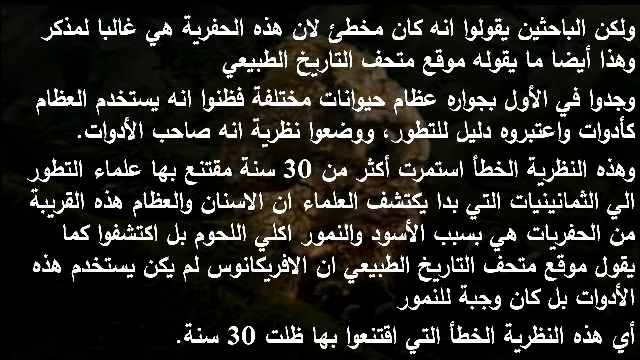 ولكن الباحثين يقولوا انه كان مخطئ لان هذه الحفرية هي غالبا لمذكر
وهذا أيضا ما يقوله موقع متحف التاريخ الطبيعي
وجدوا في الأول بجواره عظام حيوانات مختلفة فظنوا انه يستخدم العظام
كأدوات واعتبروه دليل للتطور، ووضعوا نظرية انه صاحب الأدوات.
وهذه النظرية الخطأ استمرت أكثر من 30 سنة مقتنع بها علماء التطور
الي الثمانينيات التي بدا يكتشف العلماء ان الاسنان والعظام هذه القريبة
من الحفريات هي بسبب الأسود والنمور اكلي اللحوم بل اكتشفوا كما
يقول موقع متحف التاريخ الطبيعي ان الافريكانوس لم يكن يستخدم هذه
الأدوات بل كان وجبة للنمور
أي هذه النظرية الخطأ التي اقتنعوا بها ظلت 30 سنة.